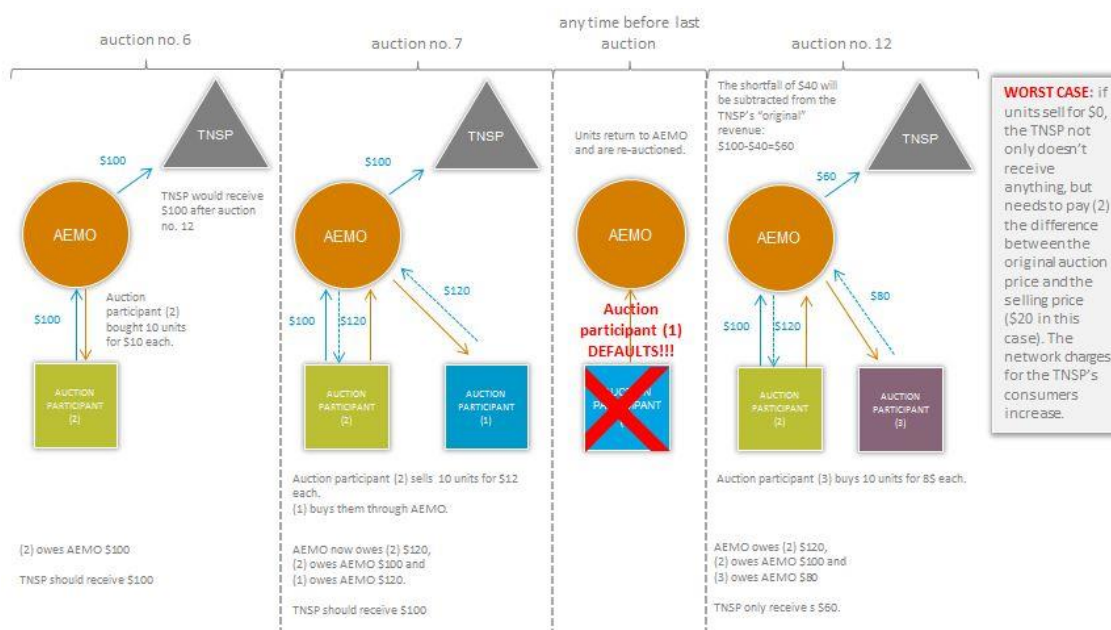 auction no. 6
TNSP
$100
TNSP would receive
$100 after auction
no. 12
AEMO
$100
Auction
participant (2)
bought 10 units
for $10 each.
AUCTION
PARTICIPANT
(2)
(2) owes AEMO $100
TNSP should receive $100
auction no. 7
TNSP
$100
AEMO
$120
$100
$120
AUCTION
PARTICIPANT
(2)
AUCTION
PARTICIPANT
(1)
Auction participant (2) sells 10 units for $12
each.
(1) buys them through AEMO.
AEMO now owes (2) $120,
(2) owes AEMO $100 and
(1) owes AEMO $120.
TNSP should receive $100
any time before last
auction
Units return to AEMO
and are re-auctioned.
AEMO
Auction
participant (1)
DEFAULTS!!!
auction no. 12
The shortfall of $40 will
be subtracted from the
TNSP's "original"
revenue:
$100-$40=$60
TNSP
$60
AEMO
$80
$100
$120
AUCTION
PARTICIPANT
(2)
AUCTION
PARTICIPANT
(3)
Auction participant (3) buys 10 units for 8$ each.
AEMO owes (2) $120,
(2) owes AEMO $100 and
(3) owes AEMO $80
TNSP only receive s $60.
WORST CASE: if
units sell for $0,
the TNSP not
only doesn't
receive
anything, but
needs to pay (2)
the difference
between the
original auction
price and the
selling price
($20 in this
case). The
network charges
for the TNSP's
consumers
increase.